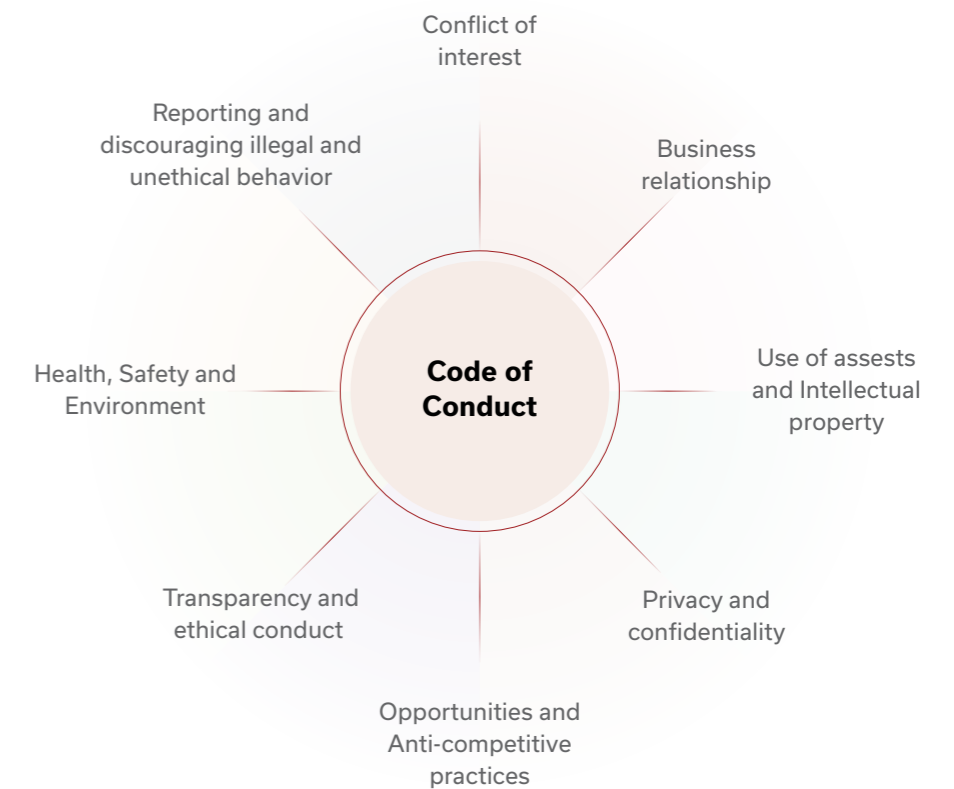 Conflict of
interest
Reporting and
discouraging illegal and
unethical behavior
Business
relationship
Health, Safety and
Environment
Code of
Conduct
Use of assests
and Intellectual
property
Transparency and
ethical conduct
Privacy and
confidentiality
Opportunities and
Anti-competitive
practices